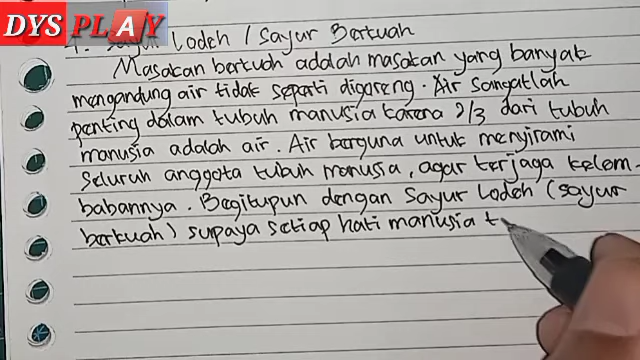 DYS PLAY
1. Sayur Lodeh / Sayur Berkuah
Masakan berkuah adalah masakan yang banyak
mengandung air tidak seperti digoreng. Air sangatlah
penting dalam tubuh manusia karena 2/3 dari tubuh
manusia adalah air. Air berguna untuk menyirami
seluruh anggota tubuh manusia, agar terjaga kelem-
babannya. Begitupun dengan Sayur Lodeh (sayur
berkuah) supaya setiap hati manusia t